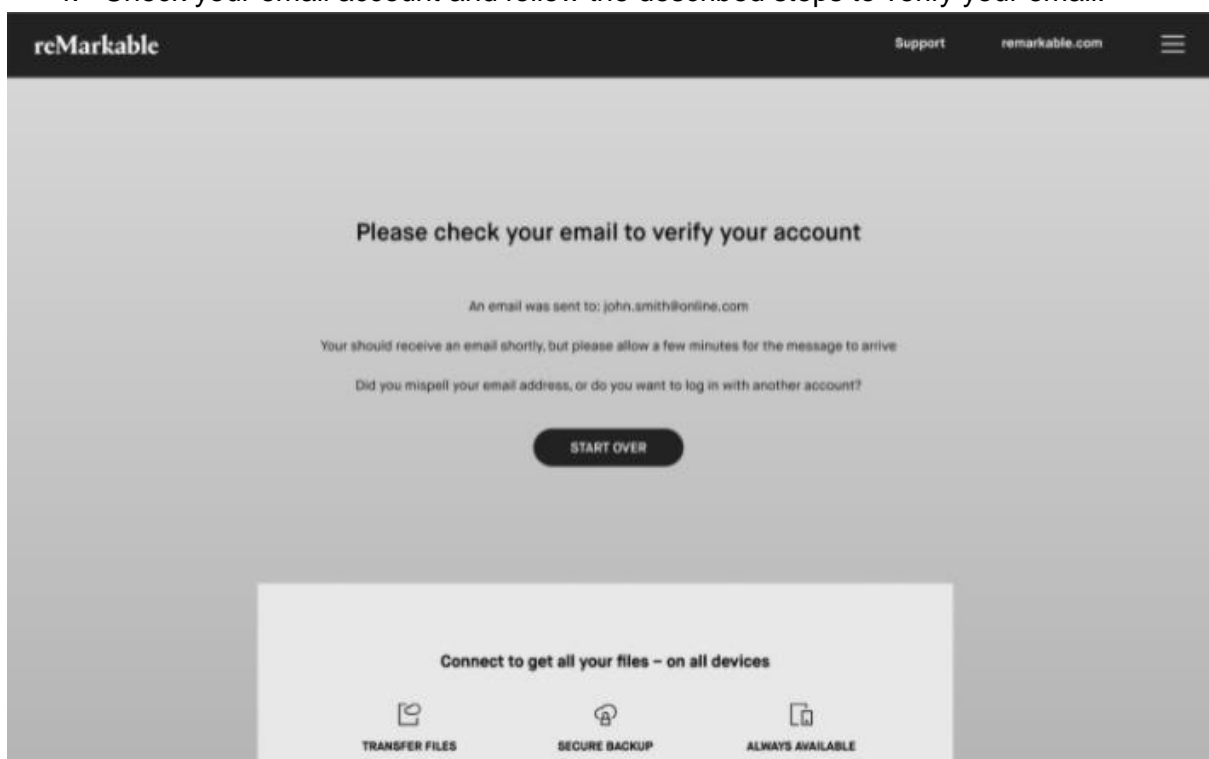 Check your email account and follow the described steps to verify your email.
reMarkable
Support
remarkable.com
Please check your email to verify your account
An email was sent to: john.smith@online.com
Your should receive an email shortly, but please allow a few minutes for the message to arrive
Did you mispell your email address, or do you want to log in with another account?
START OVER
Connect to get all your files – on all devices
TRANSFER FILES
SECURE BACKUP
ALWAYS AVAILABLE